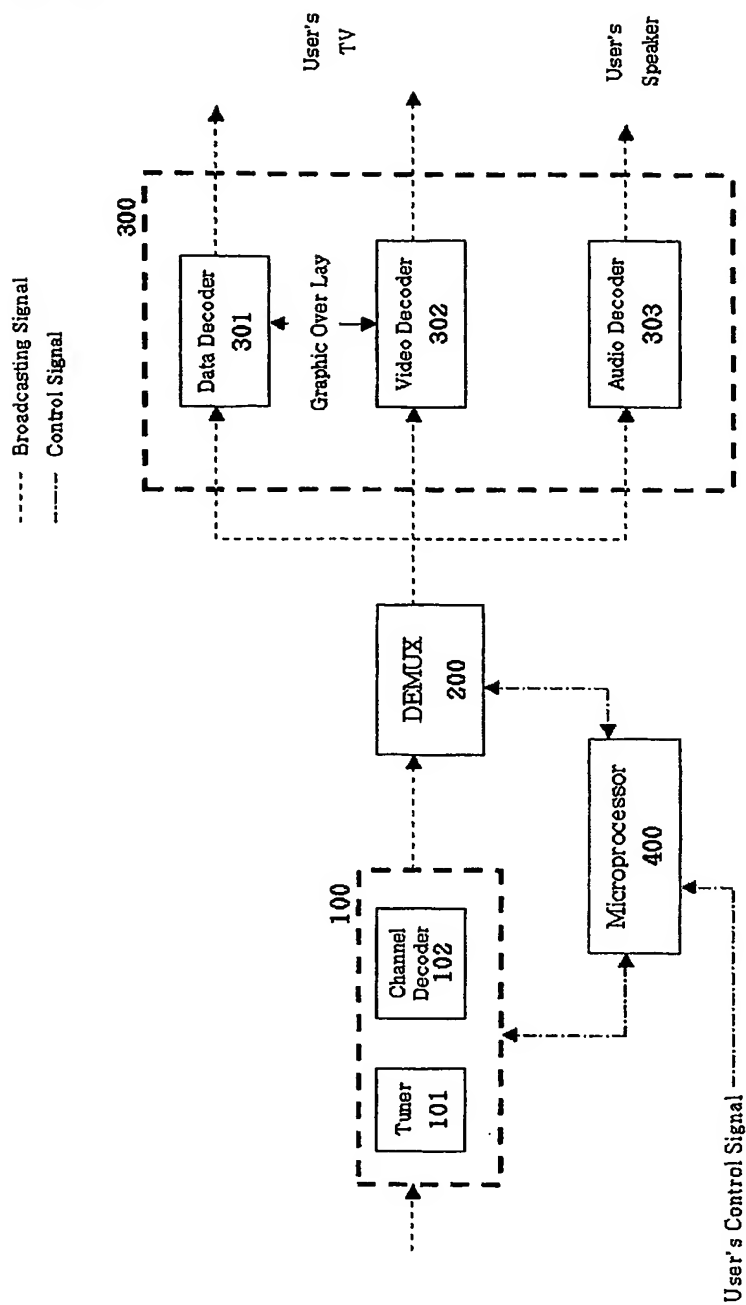 ---- Broadcasting Signal
-·-·- Control Signal
300
Data Decoder
301
User's
TV
Graphic Over Lay
Video Decoder
302
Audio Decoder
303
User's
Speaker
100
Tuner
101
Channel
Decoder
102
DEMUX
200
Microprocessor
400
User's Control Signal